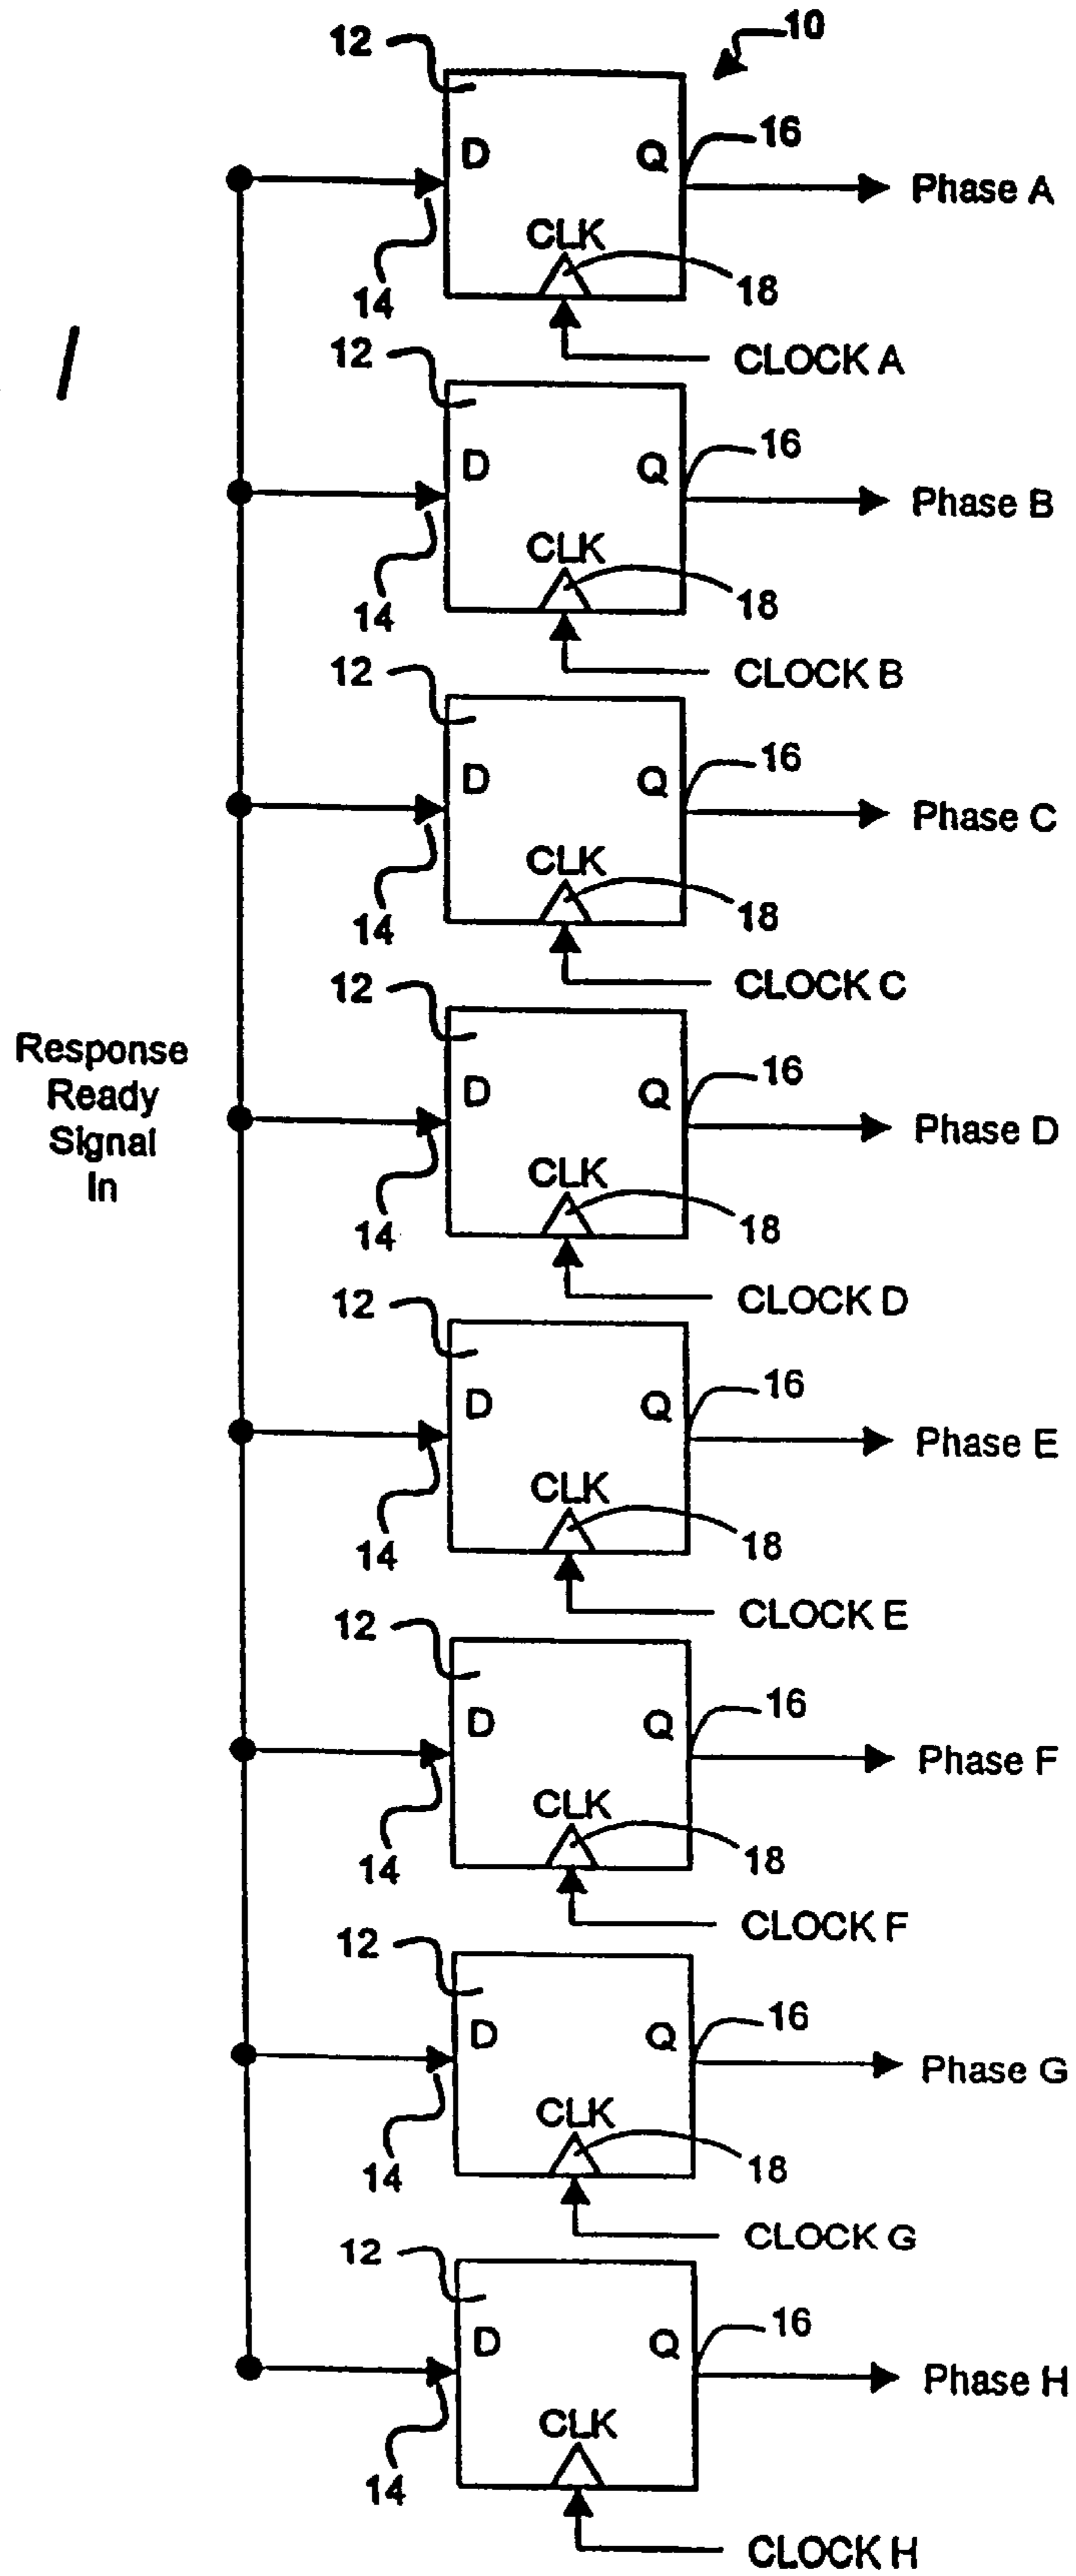 10
12
D
Q
16
Phase A
14
CLK
18
CLOCK A
12
D
Q
16
Phase B
14
CLK
18
CLOCK B
12
D
Q
16
Phase C
14
CLK
18
CLOCK C
Response
Ready
Signal
In
12
D
Q
16
Phase D
14
CLK
18
CLOCK D
12
D
Q
16
Phase E
14
CLK
18
CLOCK E
12
D
Q
16
Phase F
14
CLK
18
CLOCK F
12
D
Q
16
Phase G
14
CLK
18
CLOCK G
12
D
Q
16
Phase H
14
CLK
CLOCK H